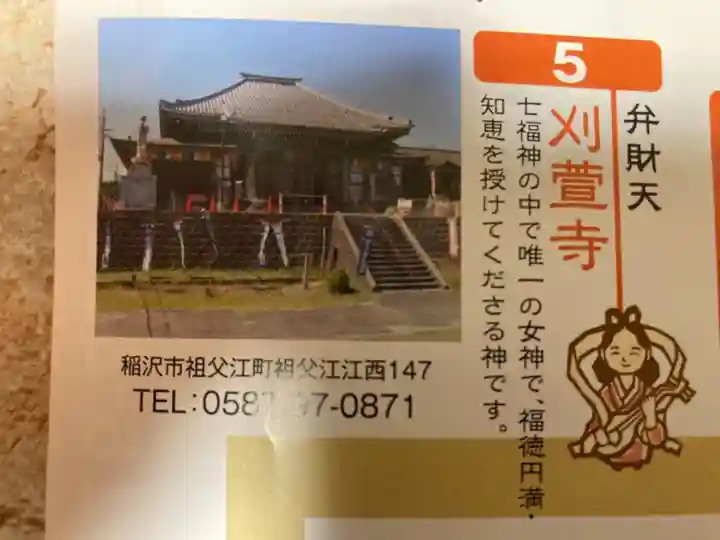 5
弁財天
刈萱寺
七福神の中で唯一の女神で、福徳円満・
知恵を授けてくださる神です。
稲沢市祖父江町祖父江江西147
TEL:0587-97-0871